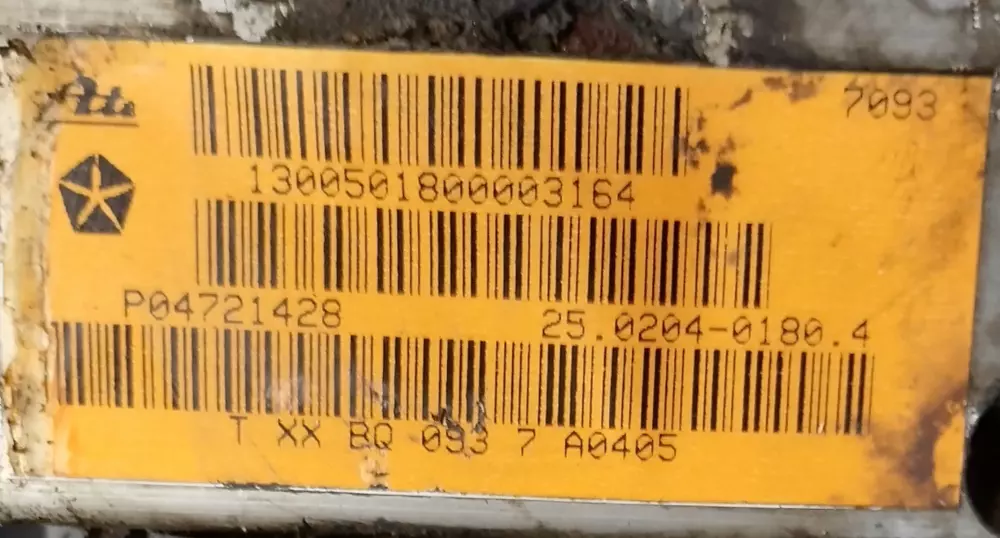 Ate
7093
1300501800003164
P04721428 25.0204-0180.4
T XX BQ 093 7 A0405